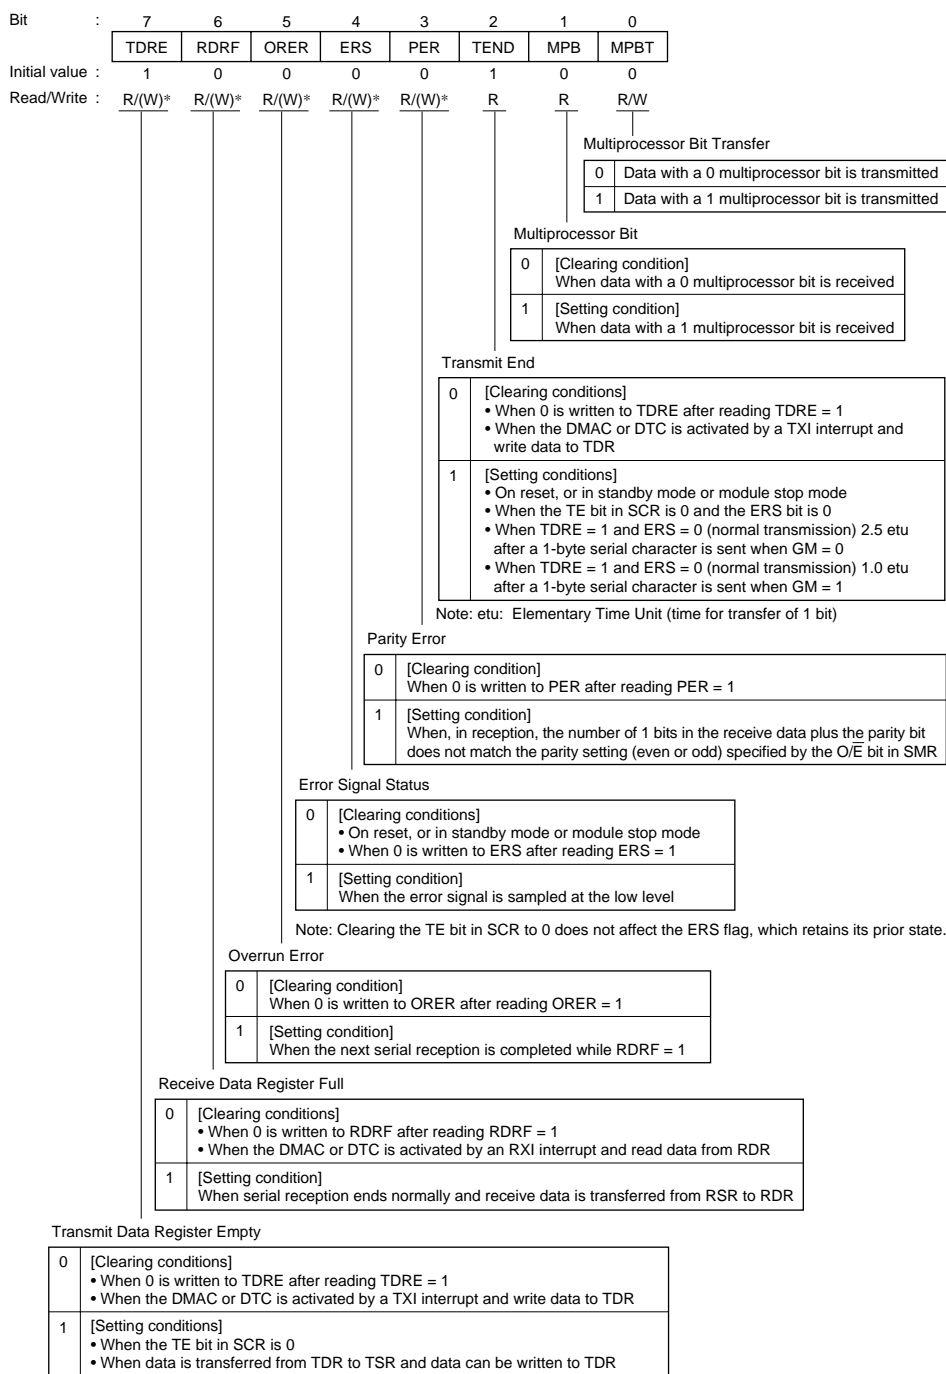 Bit : 7 6 5 4 3 2 1 0
TDRE RDRF ORER ERS PER TEND MPB MPBT
Initial value : 1 0 0 0 0 1 0 0
Read/Write : R/(W)* R/(W)* R/(W)* R/(W)* R/(W)* R R R/W
Multiprocessor Bit Transfer
0 Data with a 0 multiprocessor bit is transmitted
1 Data with a 1 multiprocessor bit is transmitted
Multiprocessor Bit
0 [Clearing condition]
When data with a 0 multiprocessor bit is received
1 [Setting condition]
When data with a 1 multiprocessor bit is received
Transmit End
0 [Clearing conditions]
• When 0 is written to TDRE after reading TDRE = 1
• When the DMAC or DTC is activated by a TXI interrupt and
write data to TDR
1 [Setting conditions]
• On reset, or in standby mode or module stop mode
• When the TE bit in SCR is 0 and the ERS bit is 0
• When TDRE = 1 and ERS = 0 (normal transmission) 2.5 etu
after a 1-byte serial character is sent when GM = 0
• When TDRE = 1 and ERS = 0 (normal transmission) 1.0 etu
after a 1-byte serial character is sent when GM = 1
Note: etu: Elementary Time Unit (time for transfer of 1 bit)
Parity Error
0 [Clearing condition]
When 0 is written to PER after reading PER = 1
1 [Setting condition]
When, in reception, the number of 1 bits in the receive data plus the parity bit
does not match the parity setting (even or odd) specified by the O/E̅ bit in SMR
Error Signal Status
0 [Clearing conditions]
• On reset, or in standby mode or module stop mode
• When 0 is written to ERS after reading ERS = 1
1 [Setting condition]
When the error signal is sampled at the low level
Note: Clearing the TE bit in SCR to 0 does not affect the ERS flag, which retains its prior state.
Overrun Error
0 [Clearing condition]
When 0 is written to ORER after reading ORER = 1
1 [Setting condition]
When the next serial reception is completed while RDRF = 1
Receive Data Register Full
0 [Clearing conditions]
• When 0 is written to RDRF after reading RDRF = 1
• When the DMAC or DTC is activated by an RXI interrupt and read data from RDR
1 [Setting condition]
When serial reception ends normally and receive data is transferred from RSR to RDR
Transmit Data Register Empty
0 [Clearing conditions]
• When 0 is written to TDRE after reading TDRE = 1
• When the DMAC or DTC is activated by a TXI interrupt and write data to TDR
1 [Setting conditions]
• When the TE bit in SCR is 0
• When data is transferred from TDR to TSR and data can be written to TDR